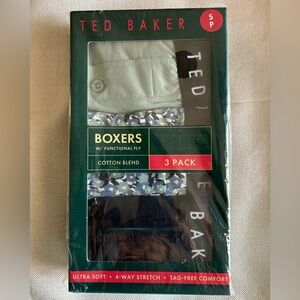 TED BAKER
S
P
TED
BOXERS
W/ FUNCTIONAL FLY
COTTON BLEND
3 PACK
E BAK
ULTRA SOFT • 4-WAY STRETCH • TAG-FREE COMFORT